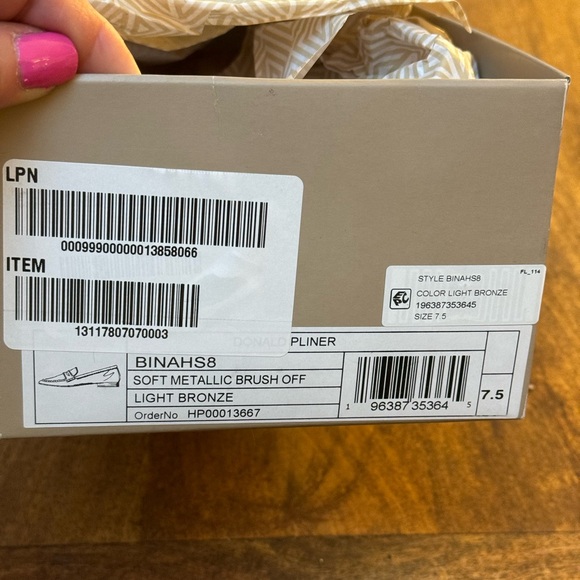 LPN
00099900000013858066
ITEM
13117807070003
STYLE BINAHS8
FL_114
COLOR LIGHT BRONZE
196387353645
SIZE 7.5
DONALD PLINER
BINAHS8
SOFT METALLIC BRUSH OFF
LIGHT BRONZE
OrderNo HP00013667
1 96387 35364 5
7.5